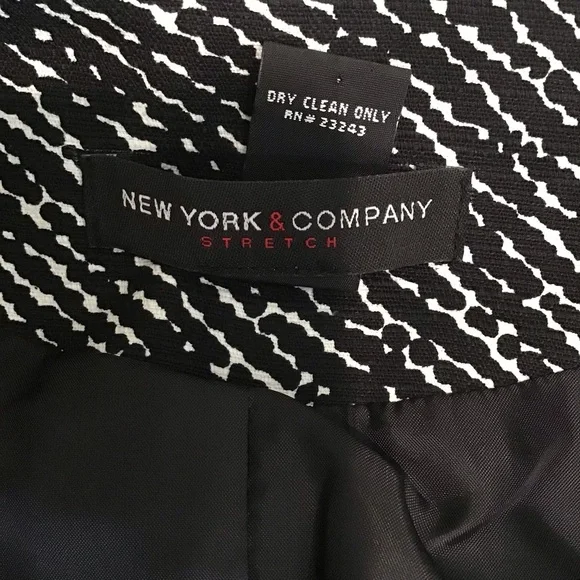 DRY CLEAN ONLY
RN# 23243
NEW YORK & COMPANY
STRETCH